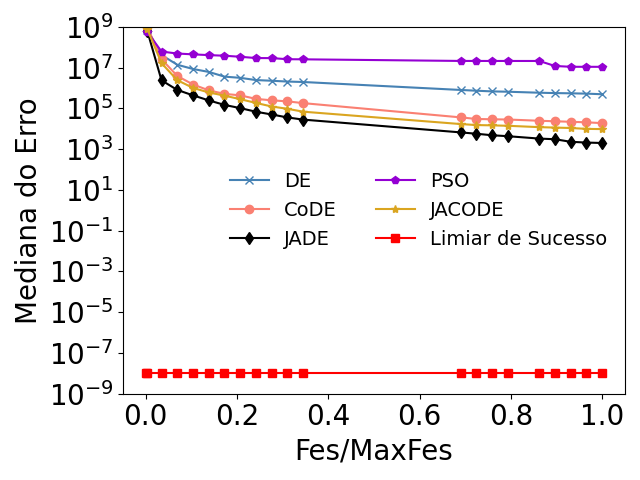 10^9
10^7
10^5
10^3
10^1
10^-1
10^-3
10^-5
10^-7
10^-9
Mediana do Erro
DE
CoDE
JADE
PSO
JACODE
Limiar de Sucesso
0.0 0.2 0.4 0.6 0.8 1.0
Fes/MaxFes